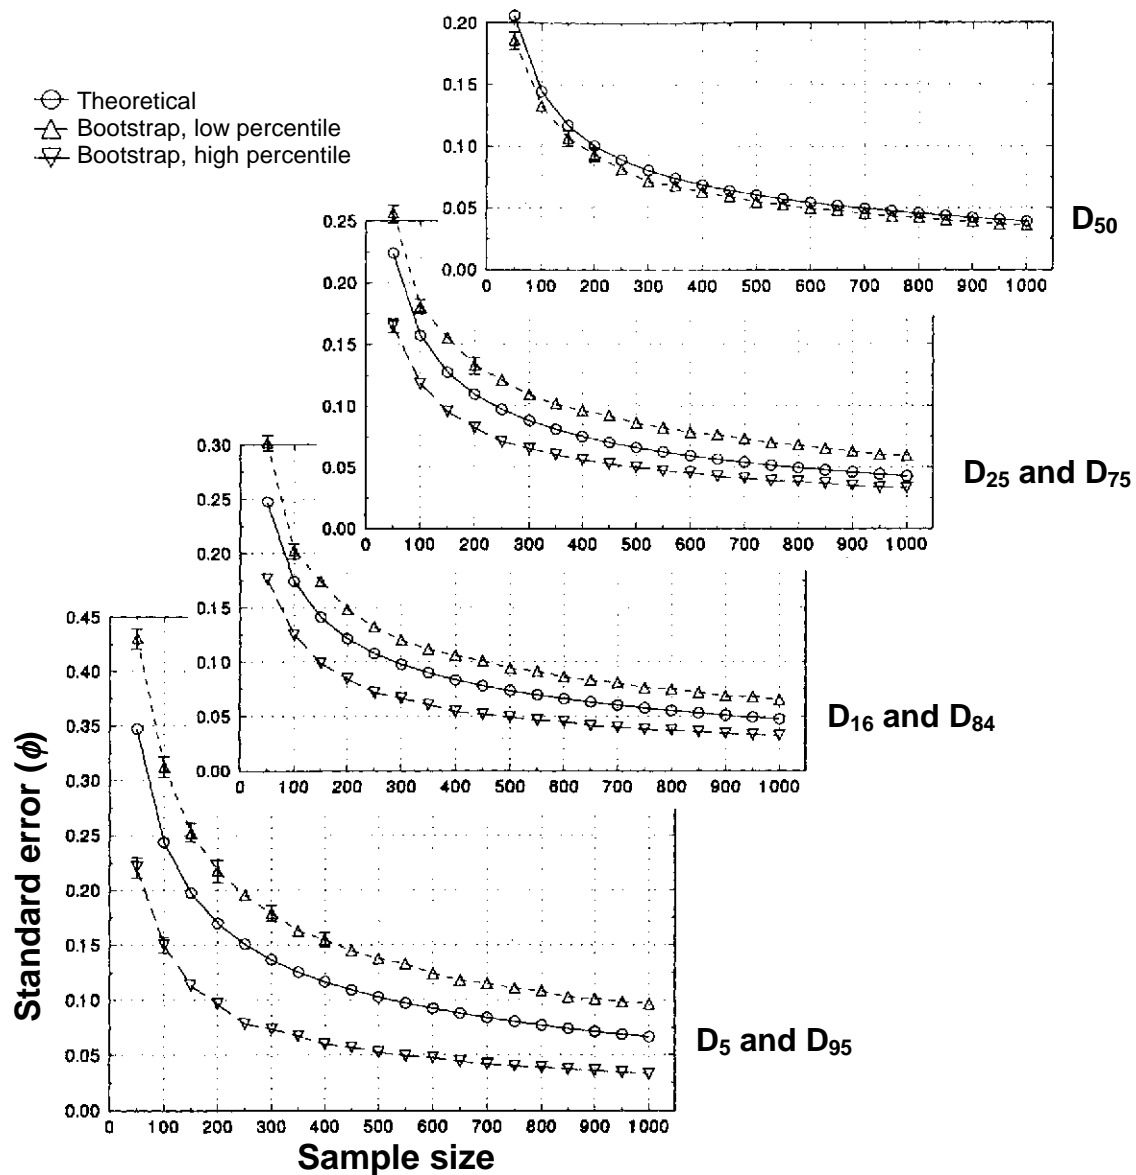 Theoretical
Bootstrap, low percentile
Bootstrap, high percentile
0.20
0.15
0.10
0.05
0.00
0 100 200 300 400 500 600 700 800 900 1000
D50
0.25
0.20
0.15
0.10
0.05
0.00
0 100 200 300 400 500 600 700 800 900 1000
D25 and D75
0.30
0.25
0.20
0.15
0.10
0.05
0.00
0 100 200 300 400 500 600 700 800 900 1000
D16 and D84
0.45
0.40
0.35
0.30
0.25
0.20
0.15
0.10
0.05
0.00
0 100 200 300 400 500 600 700 800 900 1000
D5 and D95
Standard error (ϕ)
Sample size